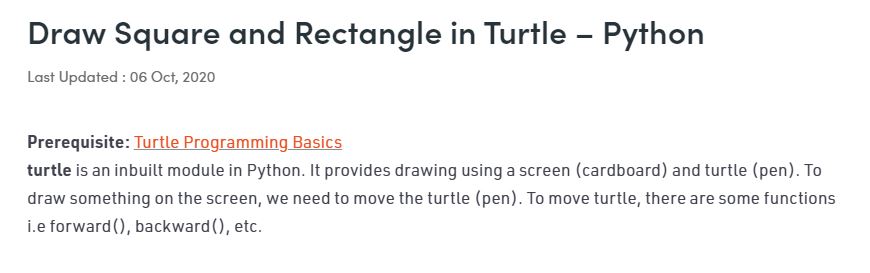 Draw Square and Rectangle in Turtle – Python
Last Updated : 06 Oct, 2020
Prerequisite: Turtle Programming Basics
turtle is an inbuilt module in Python. It provides drawing using a screen (cardboard) and turtle (pen). To
draw something on the screen, we need to move the turtle (pen). To move turtle, there are some functions
i.e forward(), backward(), etc.